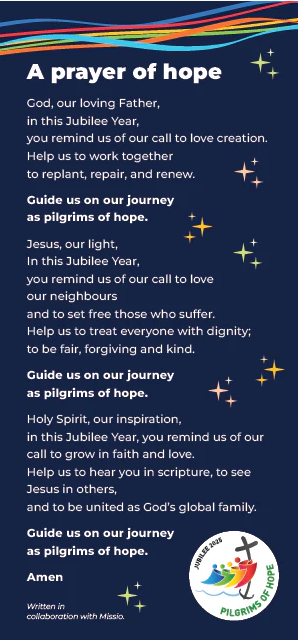 A prayer of hope
God, our loving Father,
in this Jubilee Year,
you remind us of our call to love creation.
Help us to work together
to replant, repair, and renew.
Guide us on our journey
as pilgrims of hope.
Jesus, our light,
In this Jubilee Year,
you remind us of our call to love
our neighbours
and to set free those who suffer.
Help us to treat everyone with dignity;
to be fair, forgiving and kind.
Guide us on our journey
as pilgrims of hope.
Holy Spirit, our inspiration,
in this Jubilee Year, you remind us of our
call to grow in faith and love.
Help us to hear you in scripture, to see
Jesus in others,
and to be united as God’s global family.
Guide us on our journey
as pilgrims of hope.
Amen
Written in
collaboration with Missio.
JUBILEE 2025
PILGRIMS OF HOPE